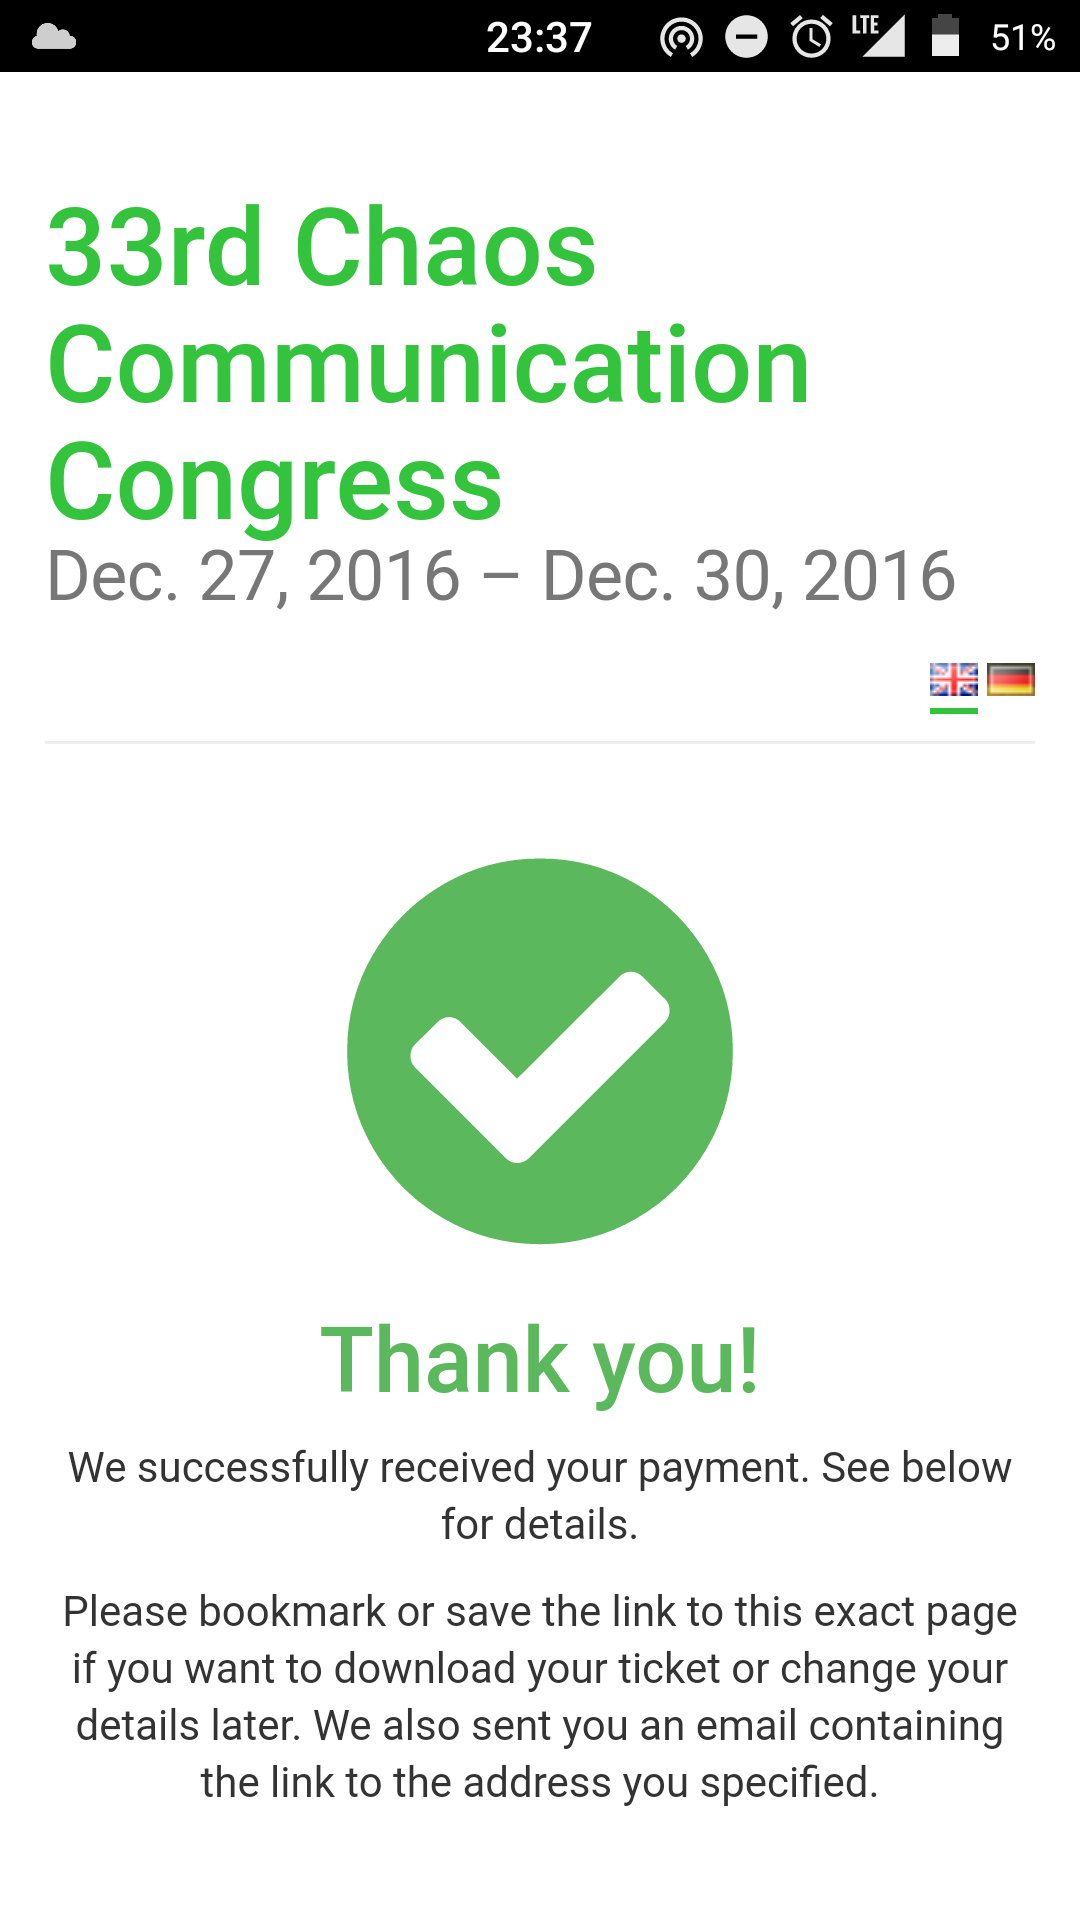 23:37 LTE 51%
33rd Chaos
Communication
Congress
Dec. 27, 2016 – Dec. 30, 2016
Thank you!
We successfully received your payment. See below
for details.
Please bookmark or save the link to this exact page
if you want to download your ticket or change your
details later. We also sent you an email containing
the link to the address you specified.